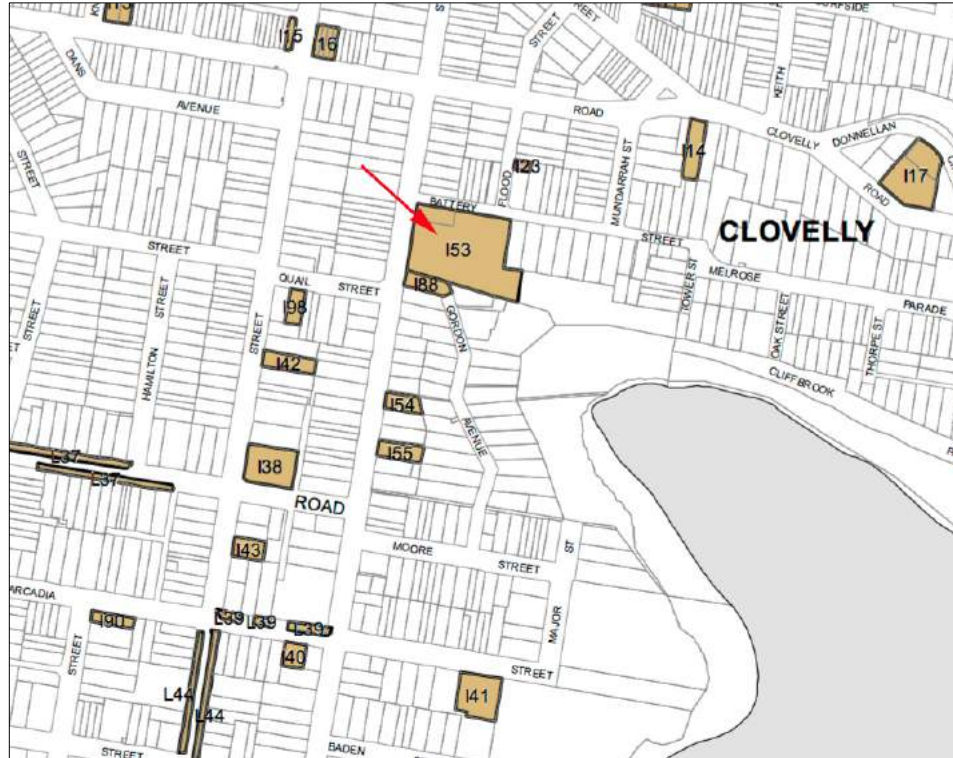 I15
16
STREET
KEITH
DANS
AVENUE
ROAD
CLOVELLY
DONNELLAN
ROAD
I14
I17
I23
MUNDARRAH ST
FLOOD
BATTERY
STREET
I53
CLOVELLY
STREET
TOWER ST
MELROSE
PARADE
STREET
QUAIL
STREET
I88
I98
GORDON
AVENUE
OAK STREET
THORPE ST
CLIFFBROOK
STREET
HAMILTON
STREET
STREET
I42
I54
I55
L37
L37
I38
ROAD
I43
MOORE
STREET
ST
MAJOR
ARCADIA
I90
L39
L39
L39
I40
STREET
STREET
L44
L44
I41
STREET
BADEN